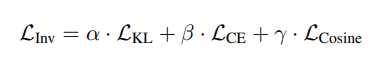 ℒ_Inv = α · ℒ_KL + β · ℒ_CE + γ · ℒ_Cosine